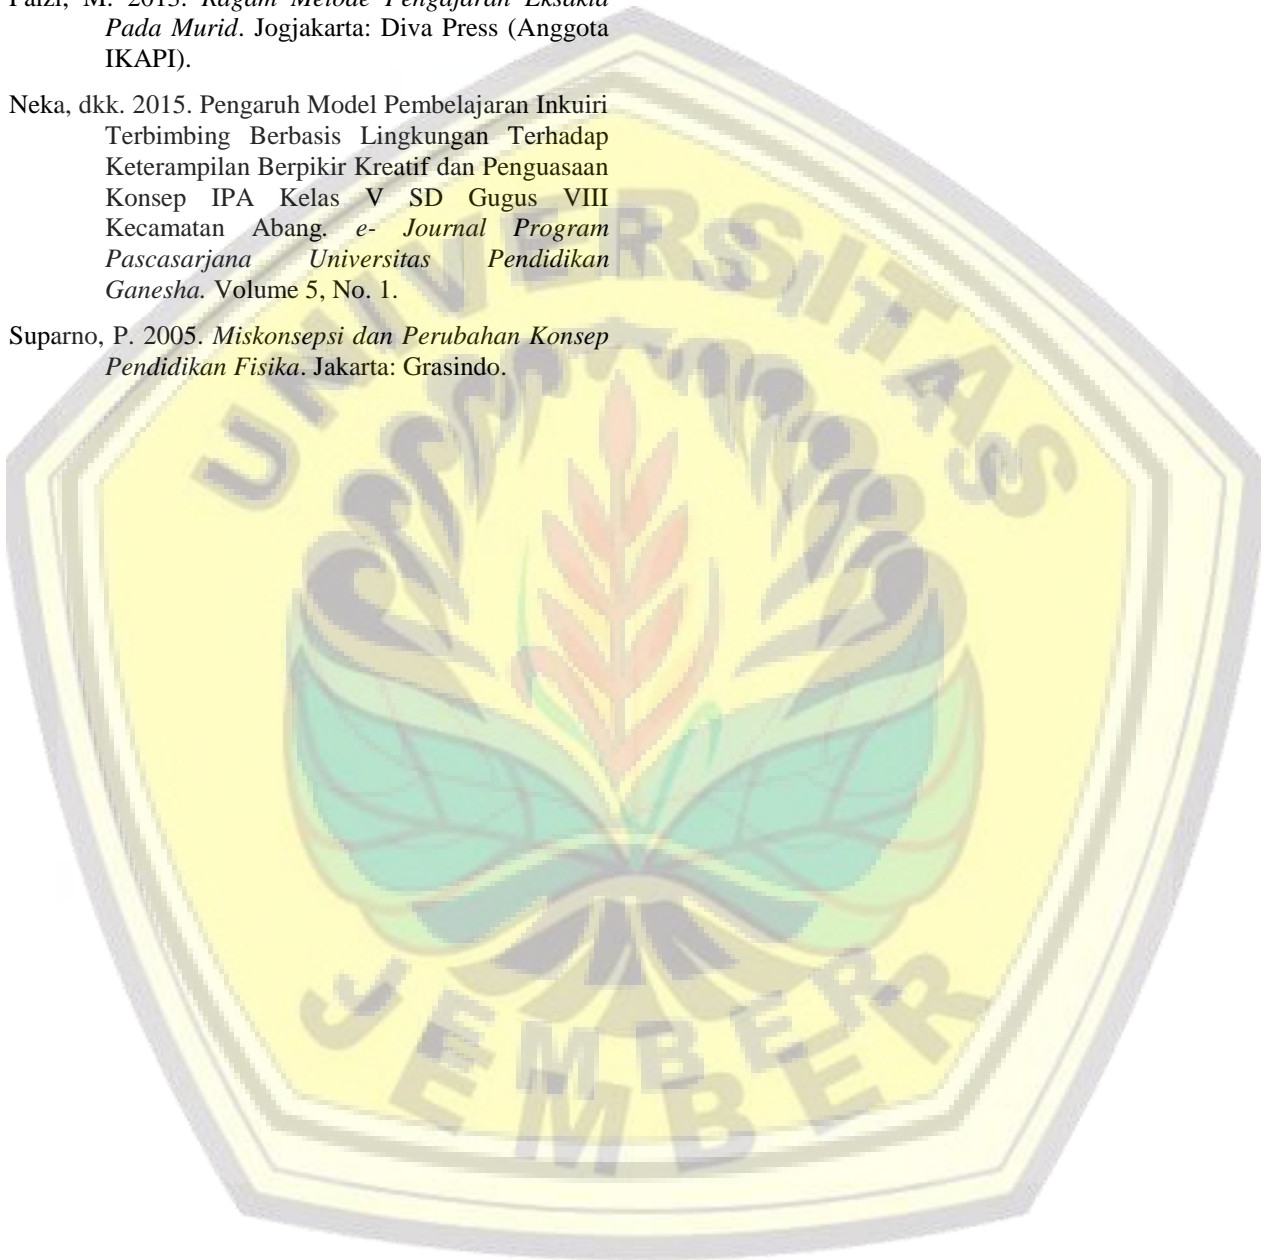 Faizi, M. 2013. Ragam Metode Pengajaran Eksakta
Pada Murid. Jogjakarta: Diva Press (Anggota
IKAPI).
Neka, dkk. 2015. Pengaruh Model Pembelajaran Inkuiri
Terbimbing Berbasis Lingkungan Terhadap
Keterampilan Berpikir Kreatif dan Penguasaan
Konsep IPA Kelas V SD Gugus VIII
Kecamatan Abang. e- Journal Program
Pascasarjana Universitas Pendidikan
Ganesha. Volume 5, No. 1.
Suparno, P. 2005. Miskonsepsi dan Perubahan Konsep
Pendidikan Fisika. Jakarta: Grasindo.
UNIVERSITAS
JEMBER